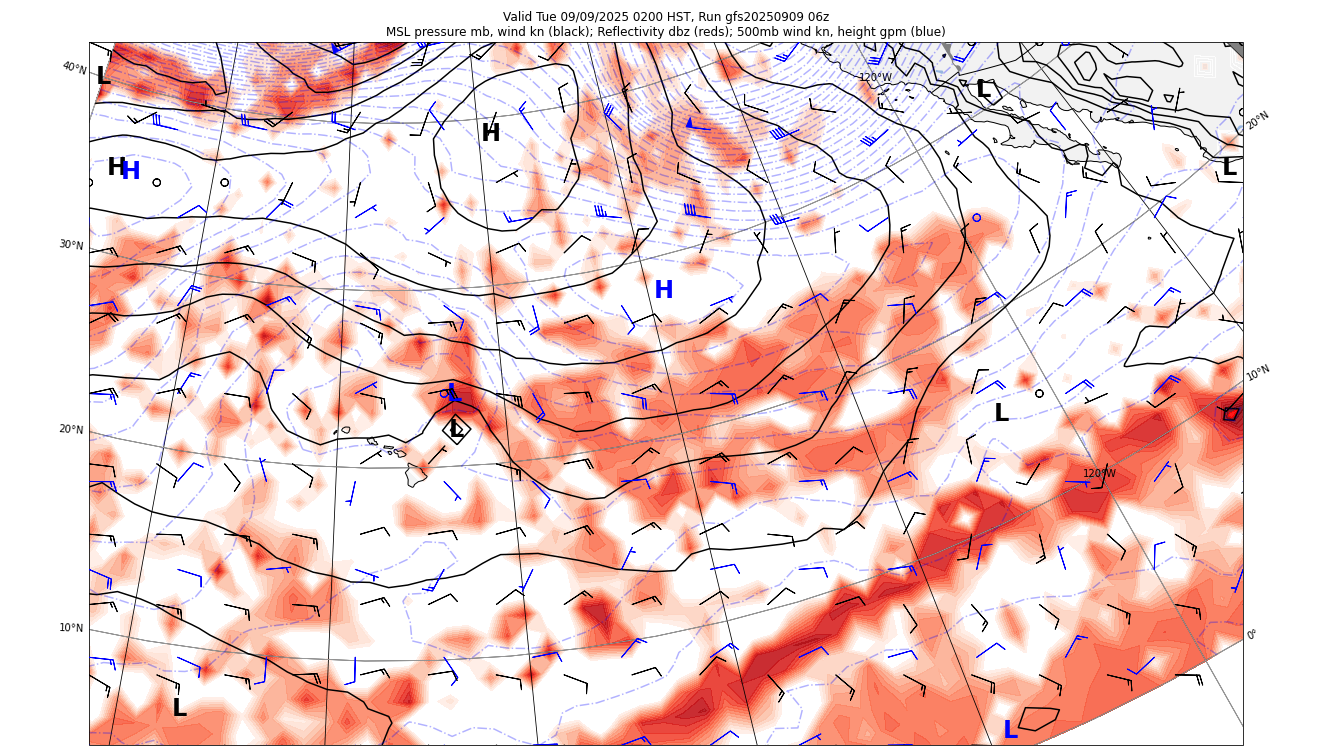 Valid Tue 09/09/2025 0200 HST, Run gfs20250909 06z
MSL pressure mb, wind kn (black); Reflectivity dbz (reds); 500mb wind kn, height gpm (blue)
40°N
L
120°W
L
20°N
H
H
H
L
30°N
H
10°N
L
L
L
20°N
120°W
10°N
0°
L
L